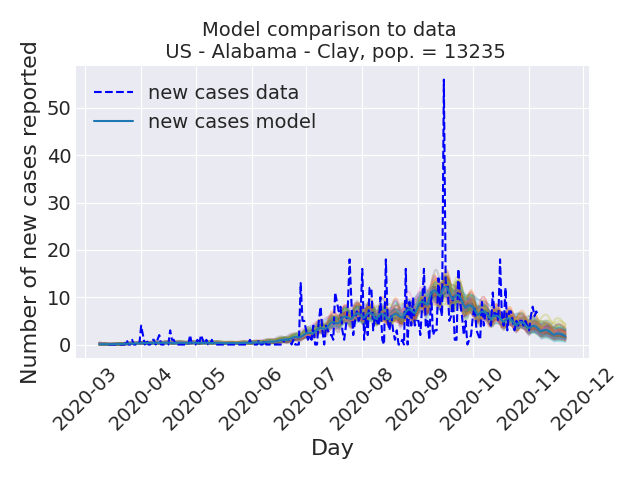 Model comparison to data
US - Alabama - Clay, pop. = 13235
new cases data
new cases model
Number of new cases reported
50
40
30
20
10
0
2020-03
2020-04
2020-05
2020-06
2020-07
2020-08
2020-09
2020-10
2020-11
2020-12
Day